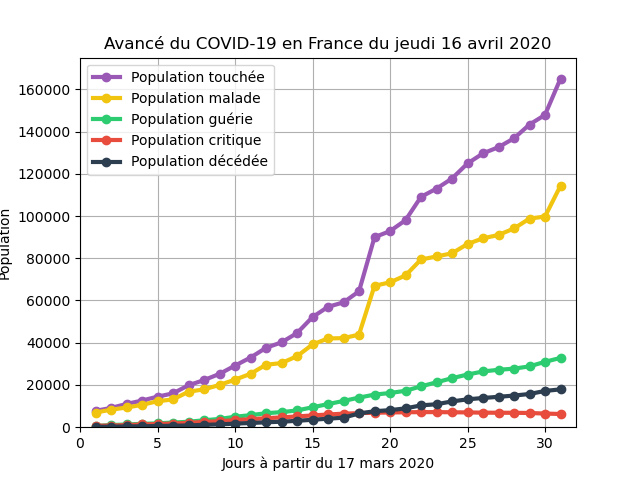 Avancé du COVID-19 en France du jeudi 16 avril 2020
Population touchée
Population malade
Population guérie
Population critique
Population décédée
160000
140000
120000
100000
80000
60000
40000
20000
0
Population
0 5 10 15 20 25 30
Jours à partir du 17 mars 2020